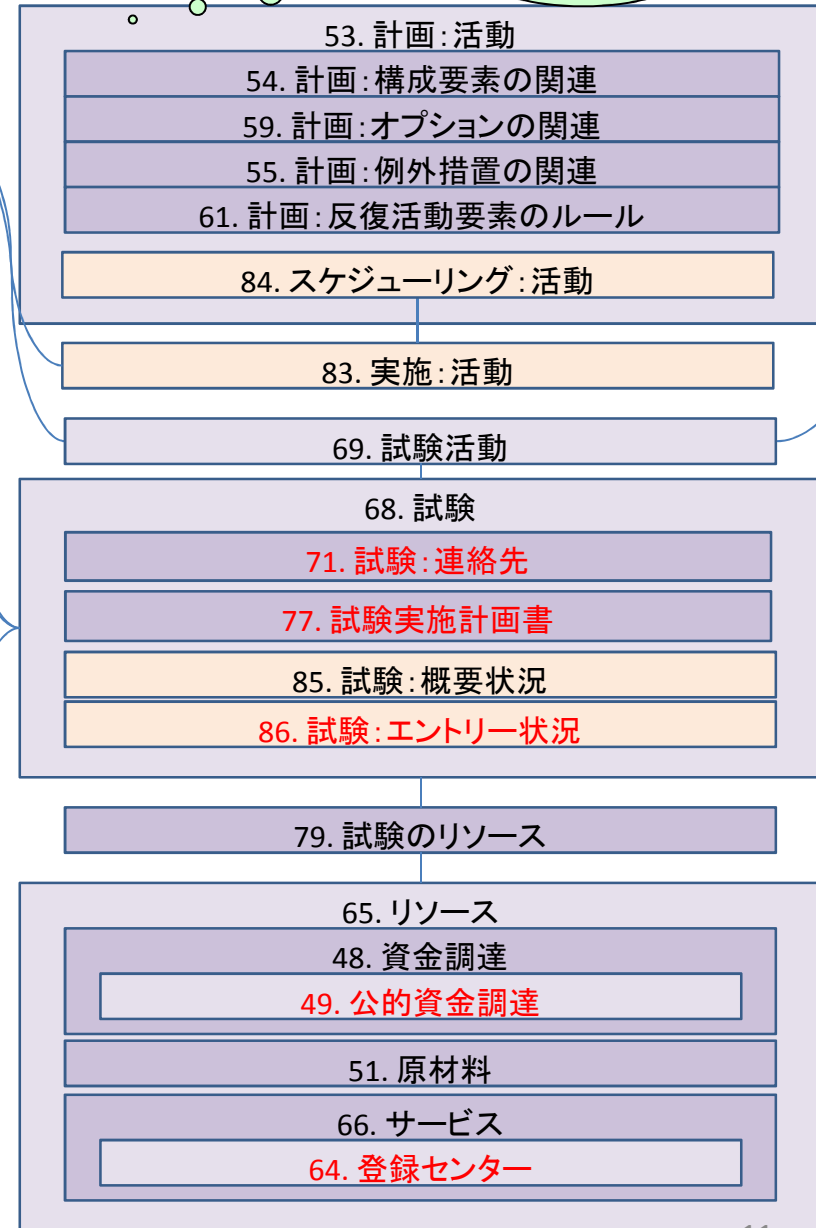 53. 計画：活動
54. 計画：構成要素の関連
59. 計画：オプションの関連
55. 計画：例外措置の関連
61. 計画：反復活動要素のルール
84. スケジューリング：活動
83. 実施：活動
69. 試験活動
68. 試験
71. 試験：連絡先
77. 試験実施計画書
85. 試験：概要状況
86. 試験：エントリー状況
79. 試験のリソース
65. リソース
48. 資金調達
49. 公的資金調達
51. 原材料
66. サービス
64. 登録センター